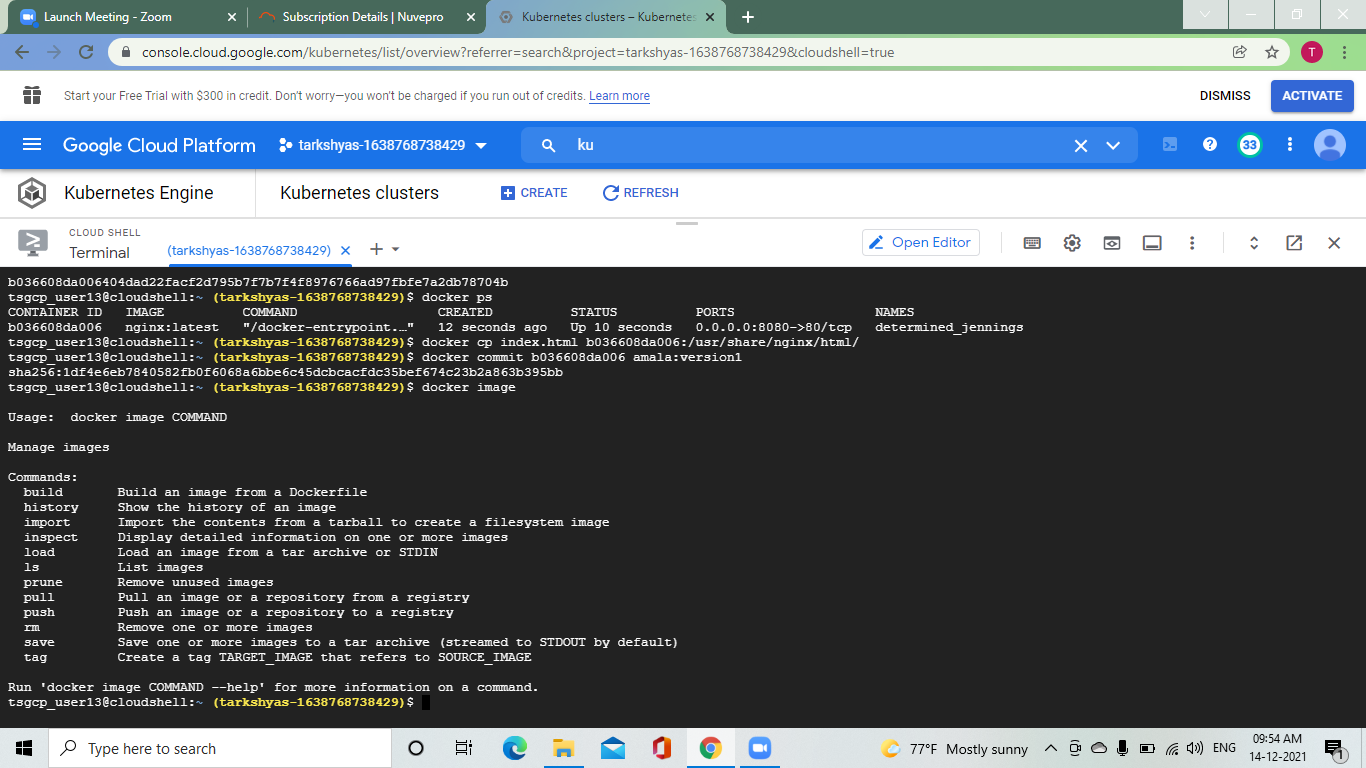 Launch Meeting - Zoom
Subscription Details | Nuvepro
Kubernetes clusters – Kubernetes
console.cloud.google.com/kubernetes/list/overview?referrer=search&project=tarkshyas-1638768738429&cloudshell=true
T
Start your Free Trial with $300 in credit. Don't worry—you won't be charged if you run out of credits. Learn more
DISMISS
ACTIVATE
Google Cloud Platform
tarkshyas-1638768738429
ku
33
Kubernetes Engine
Kubernetes clusters
CREATE
REFRESH
CLOUD SHELL
Terminal
(tarkshyas-1638768738429)
Open Editor
b036608da006404dad22facf2d795b7f7b7f4f8976766ad97fbfe7a2db78704b
tsgcp_user13@cloudshell:~ (tarkshyas-1638768738429)$ docker ps
CONTAINER ID   IMAGE          COMMAND                  CREATED          STATUS          PORTS                  NAMES
b036608da006   nginx:latest   "/docker-entrypoint.…"   12 seconds ago   Up 10 seconds   0.0.0.0:8080->80/tcp   determined_jennings
tsgcp_user13@cloudshell:~ (tarkshyas-1638768738429)$ docker cp index.html b036608da006:/usr/share/nginx/html/
tsgcp_user13@cloudshell:~ (tarkshyas-1638768738429)$ docker commit b036608da006 amala:version1
sha256:1df4e6eb7840582fb0f6068a6bbe6c45dcbcacfdc35bef674c23b2a863b395bb
tsgcp_user13@cloudshell:~ (tarkshyas-1638768738429)$ docker image
Usage:  docker image COMMAND
Manage images
Commands:
build       Build an image from a Dockerfile
history     Show the history of an image
import      Import the contents from a tarball to create a filesystem image
inspect     Display detailed information on one or more images
load        Load an image from a tar archive or STDIN
ls          List images
prune       Remove unused images
pull        Pull an image or a repository from a registry
push        Push an image or a repository to a registry
rm          Remove one or more images
save        Save one or more images to a tar archive (streamed to STDOUT by default)
tag         Create a tag TARGET_IMAGE that refers to SOURCE_IMAGE
Run 'docker image COMMAND --help' for more information on a command.
tsgcp_user13@cloudshell:~ (tarkshyas-1638768738429)$
Type here to search
77°F Mostly sunny
ENG
09:54 AM
14-12-2021
1